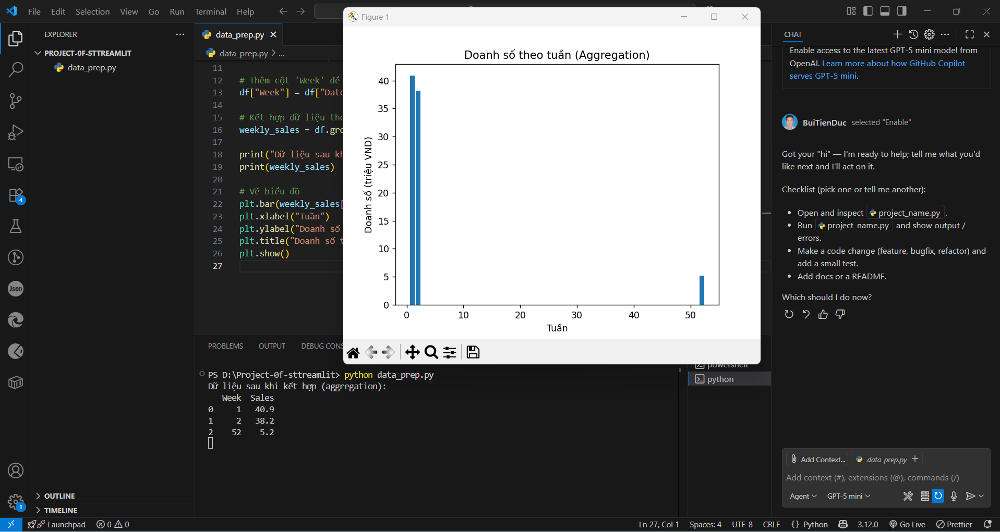 File Edit Selection View Go Run Terminal Help
EXPLORER
PROJECT-0F-STTREAMLIT
data_prep.py
OUTLINE
TIMELINE
data_prep.py
data_prep.py > ...
11
12 # Thêm cột 'Week' để
13 df["Week"] = df["Date
14
15 # Kết hợp dữ liệu the
16 weekly_sales = df.gro
17
18 print("Dữ liệu sau kh
19 print(weekly_sales)
20
21 # Vẽ biểu đồ
22 plt.bar(weekly_sales[
23 plt.xlabel("Tuần")
24 plt.ylabel("Doanh số
25 plt.title("Doanh số t
26 plt.show()
27
Figure 1
Doanh số theo tuần (Aggregation)
Doanh số (triệu VND)
40
35
30
25
20
15
10
5
0
0 10 20 30 40 50
Tuần
PROBLEMS OUTPUT DEBUG CONS
powershell
python
PS D:\Project-0f-sttreamlit> python data_prep.py
Dữ liệu sau khi kết hợp (aggregation):
Week Sales
0 1 40.9
1 2 38.2
2 52 5.2
CHAT
Enable access to the latest GPT-5 mini model from
OpenAI. Learn more about how GitHub Copilot
serves GPT-5 mini.
BuiTienDuc selected "Enable"
Got your "hi" — I'm ready to help; tell me what you'd
like next and I'll act on it.
Checklist (pick one or tell me another):
• Open and inspect project_name.py .
• Run project_name.py and show output /
errors.
• Make a code change (feature, bugfix, refactor) and
add a small test.
• Add docs or a README.
Which should I do now?
Add Context... data_prep.py
Add context (#), extensions (@), commands (/)
Agent GPT-5 mini
4
Json
1
Launchpad 0 0
Ln 27, Col 1 Spaces: 4 UTF-8 CRLF {} Python 3.12.0 Go Live Prettier